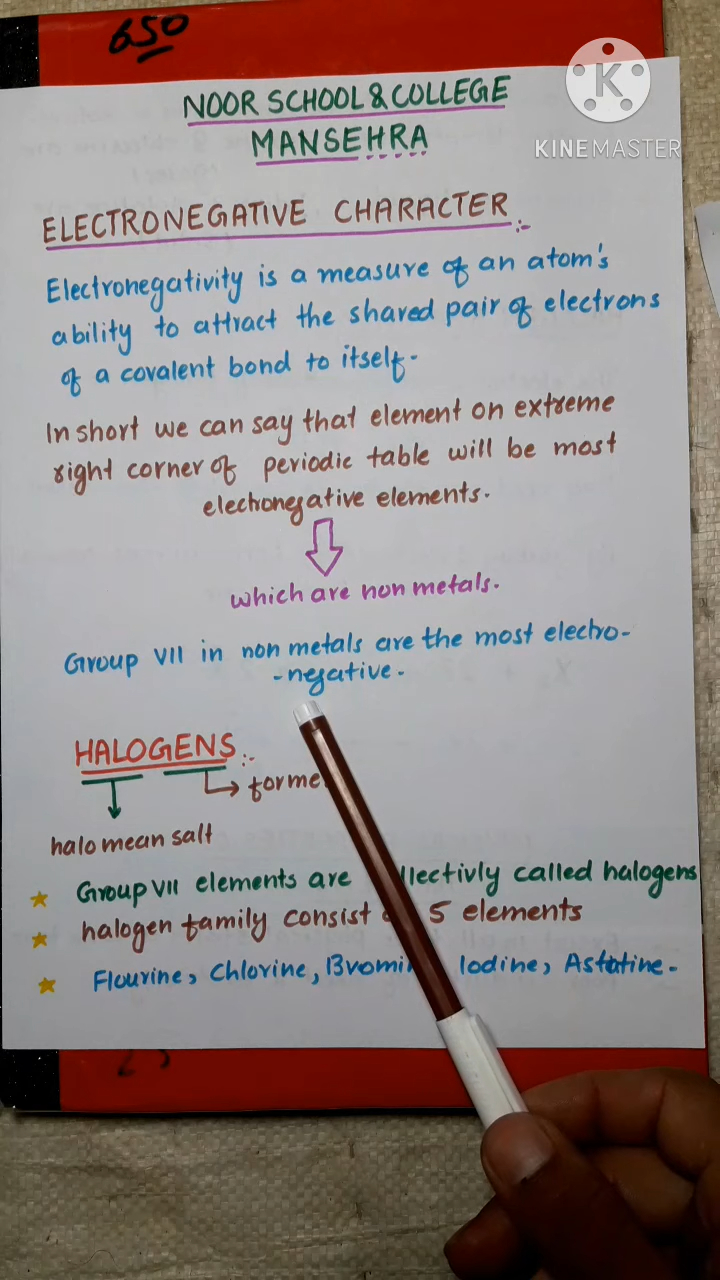 650
K
KINEMASTER
NOOR SCHOOL & COLLEGE
MANSEHRA
ELECTRONEGATIVE CHARACTER :-
Electronegativity is a measure of an atom's
ability to attract the shared pair of electrons
of a covalent bond to itself.
In short we can say that element on extreme
right corner of periodic table will be most
electronegative elements.
which are non metals.
Group VII in non metals are the most electro-
-negative.
HALOGENS :-
forme
halo mean salt
Group VII elements are llectivly called halogens
halogen family consist 5 elements
Flourine, Chlorine, Bromin Iodine, Astatine.